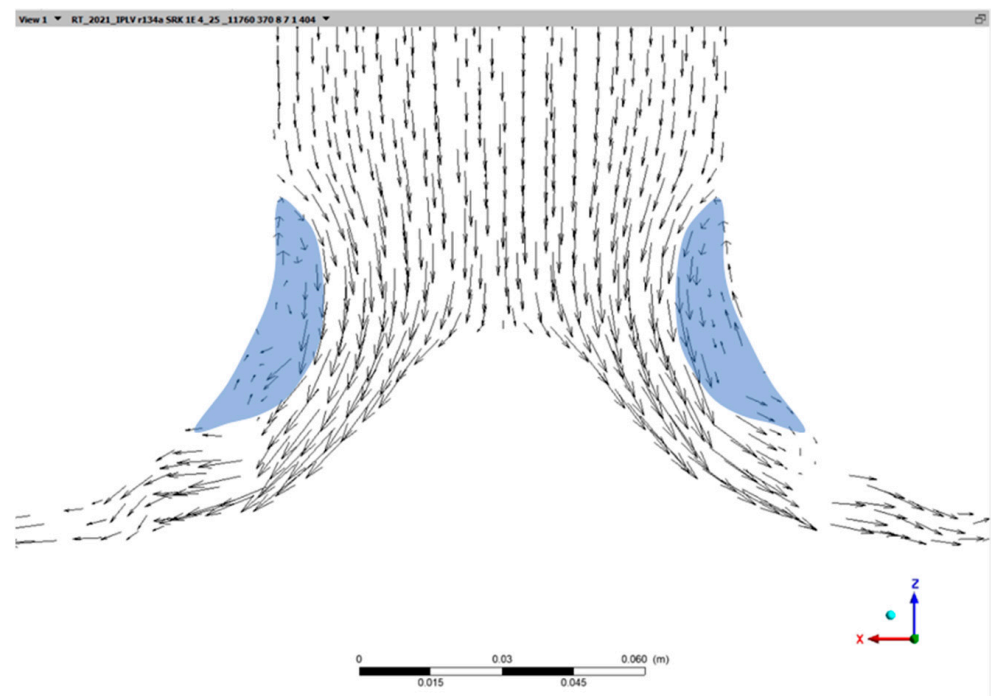 View 1 ▼ RT_2021_IPLV r134a SRK 1E 4_25 _11760 370 8 7 1 404 ▼
Z
X
0 0.03 0.060 (m)
0.015 0.045